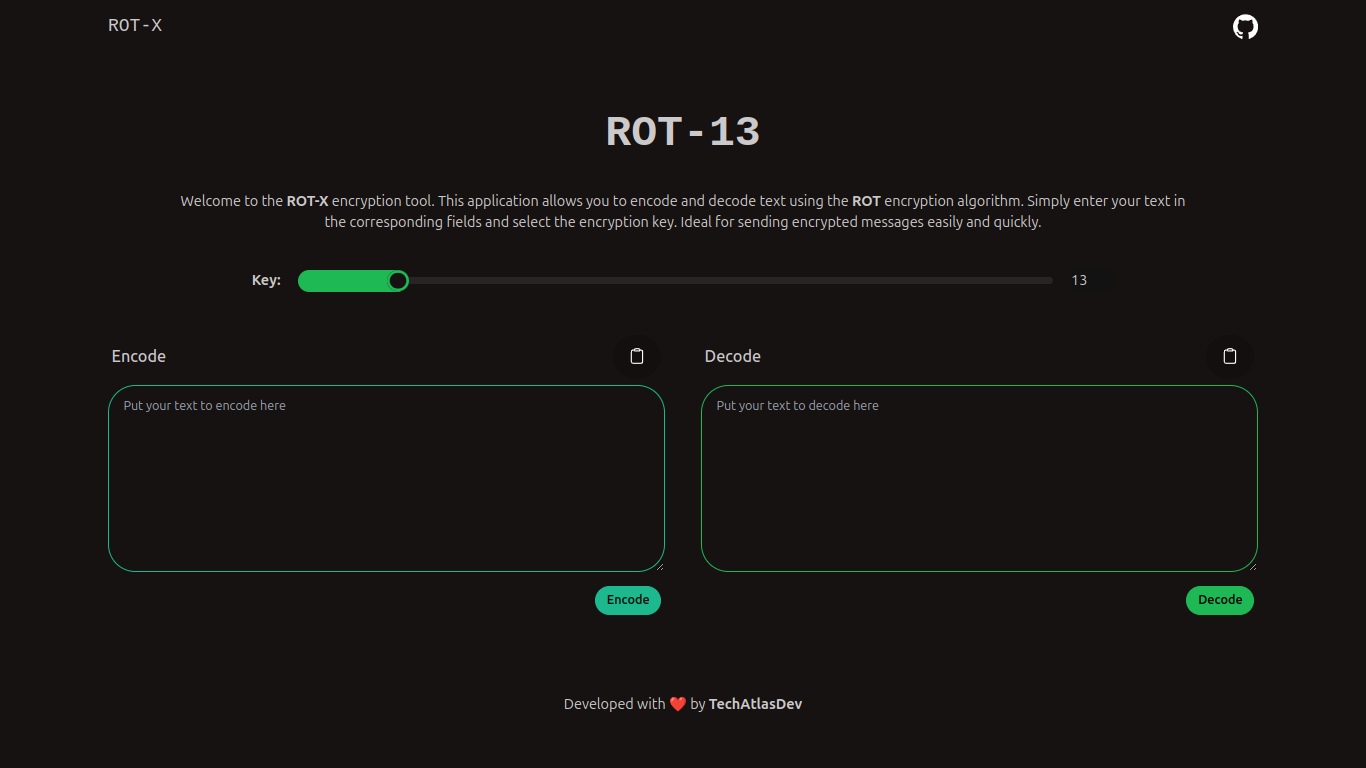 ROT-X
ROT-13
Welcome to the ROT-X encryption tool. This application allows you to encode and decode text using the ROT encryption algorithm. Simply enter your text in
the corresponding fields and select the encryption key. Ideal for sending encrypted messages easily and quickly.
Key: 13
Encode
Put your text to encode here
Encode
Decode
Put your text to decode here
Decode
Developed with ❤️ by TechAtlasDev